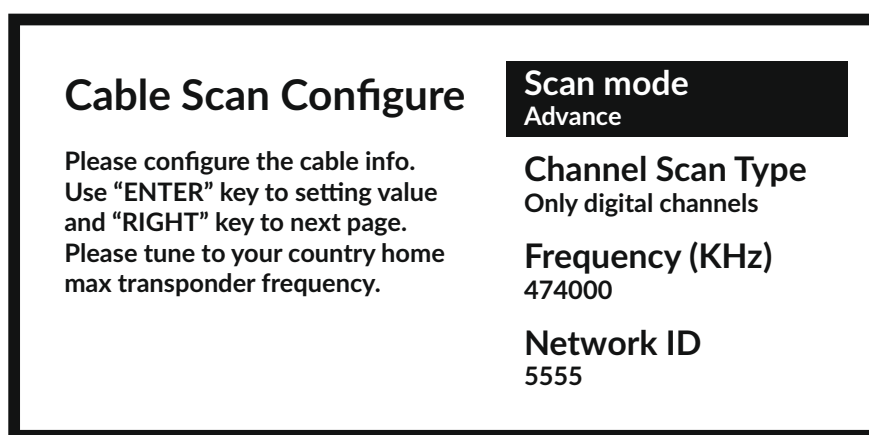 Cable Scan Configure
Please configure the cable info.
Use “ENTER” key to setting value
and “RIGHT” key to next page.
Please tune to your country home
max transponder frequency.
Scan mode
Advance
Channel Scan Type
Only digital channels
Frequency (KHz)
474000
Network ID
5555